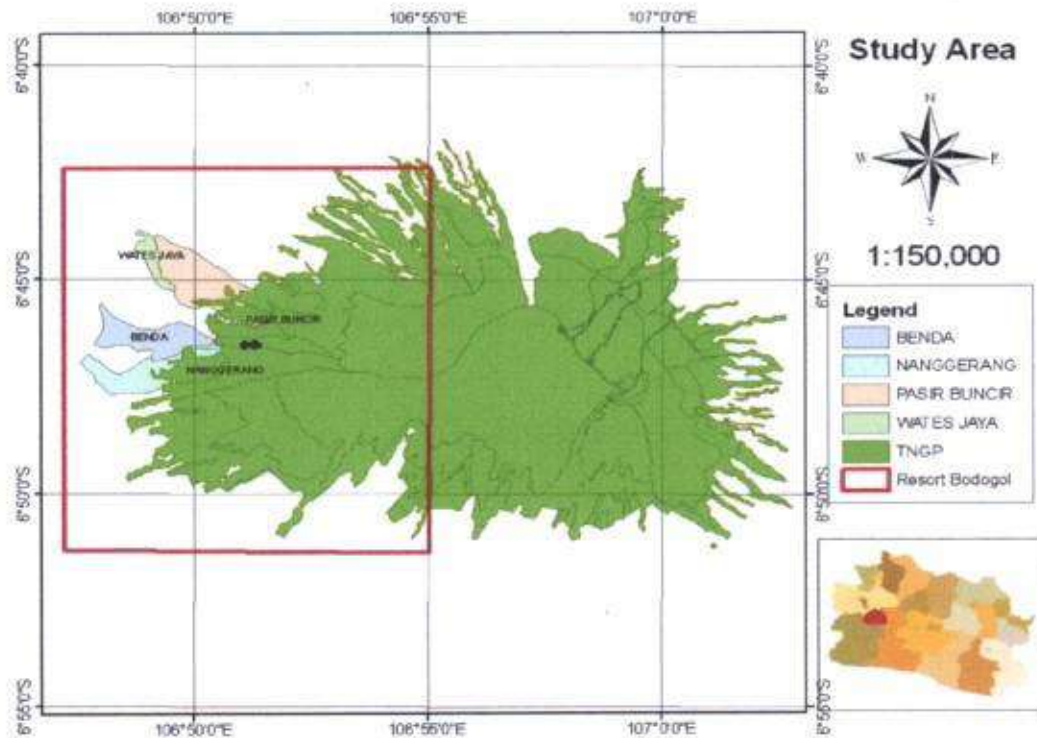 106°50'0"E 106°55'0"E 107°0'0"E
Study Area
6°40'0"S 6°40'0"S
N
W E
S
1:150,000
WATES JAYA
6°45'0"S 6°45'0"S
PASIR BUNCIR
BENDA
NANGGERANG
Legend
BENDA
NANGGERANG
PASIR BUNCIR
WATES JAYA
TNGP
Resort Bodogol
6°50'0"S 6°50'0"S
6°55'0"S 6°55'0"S
106°50'0"E 106°55'0"E 107°0'0"E